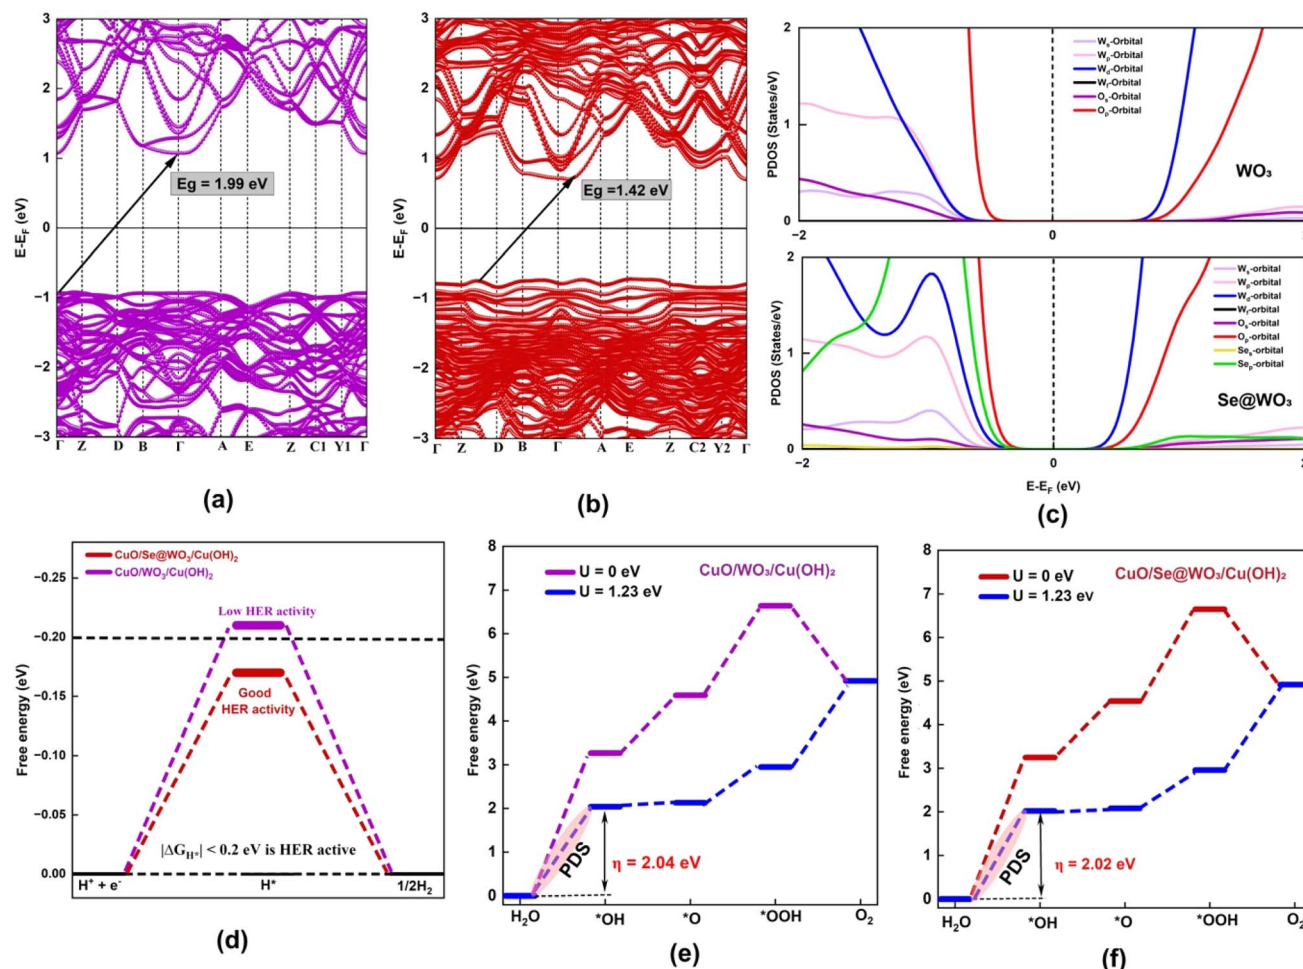 3
2
1
0
−1
−2
−3
E-E_F (eV)
Eg = 1.99 eV
Γ Z D B Γ A E Z C1 Y1 Γ
(a)
3
2
1
0
−1
−2
−3
E-E_F (eV)
Eg =1.42 eV
Γ Z D B Γ A E Z C2 Y2 Γ
(b)
2
1
0
PDOS (States/eV)
W_s-Orbital
W_p-Orbital
W_d-Orbital
W_f-Orbital
O_s-Orbital
O_p-Orbital
WO₃
−2 0
2
1
0
PDOS (States/eV)
W_s-orbital
W_p-orbital
W_d-orbital
W_f-orbital
O_s-orbital
O_p-orbital
Se_s-orbital
Se_p-orbital
Se@WO₃
−2 0 2
E-E_F (eV)
(c)
CuO/Se@WO₃/Cu(OH)₂
CuO/WO₃/Cu(OH)₂
−0.25
−0.20
−0.15
−0.10
−0.05
0.00
Free energy (eV)
Low HER activity
Good
HER activity
|ΔG_H*| < 0.2 eV is HER active
H⁺ + e⁻ H* 1/2H₂
(d)
8
7
6
5
4
3
2
1
0
Free energy (eV)
U = 0 eV
U = 1.23 eV
CuO/WO₃/Cu(OH)₂
PDS
η = 2.04 eV
H₂O *OH *O *OOH O₂
(e)
8
7
6
5
4
3
2
1
0
Free energy (eV)
U = 0 eV
U = 1.23 eV
CuO/Se@WO₃/Cu(OH)₂
PDS
η = 2.02 eV
H₂O *OH *O *OOH O₂
(f)